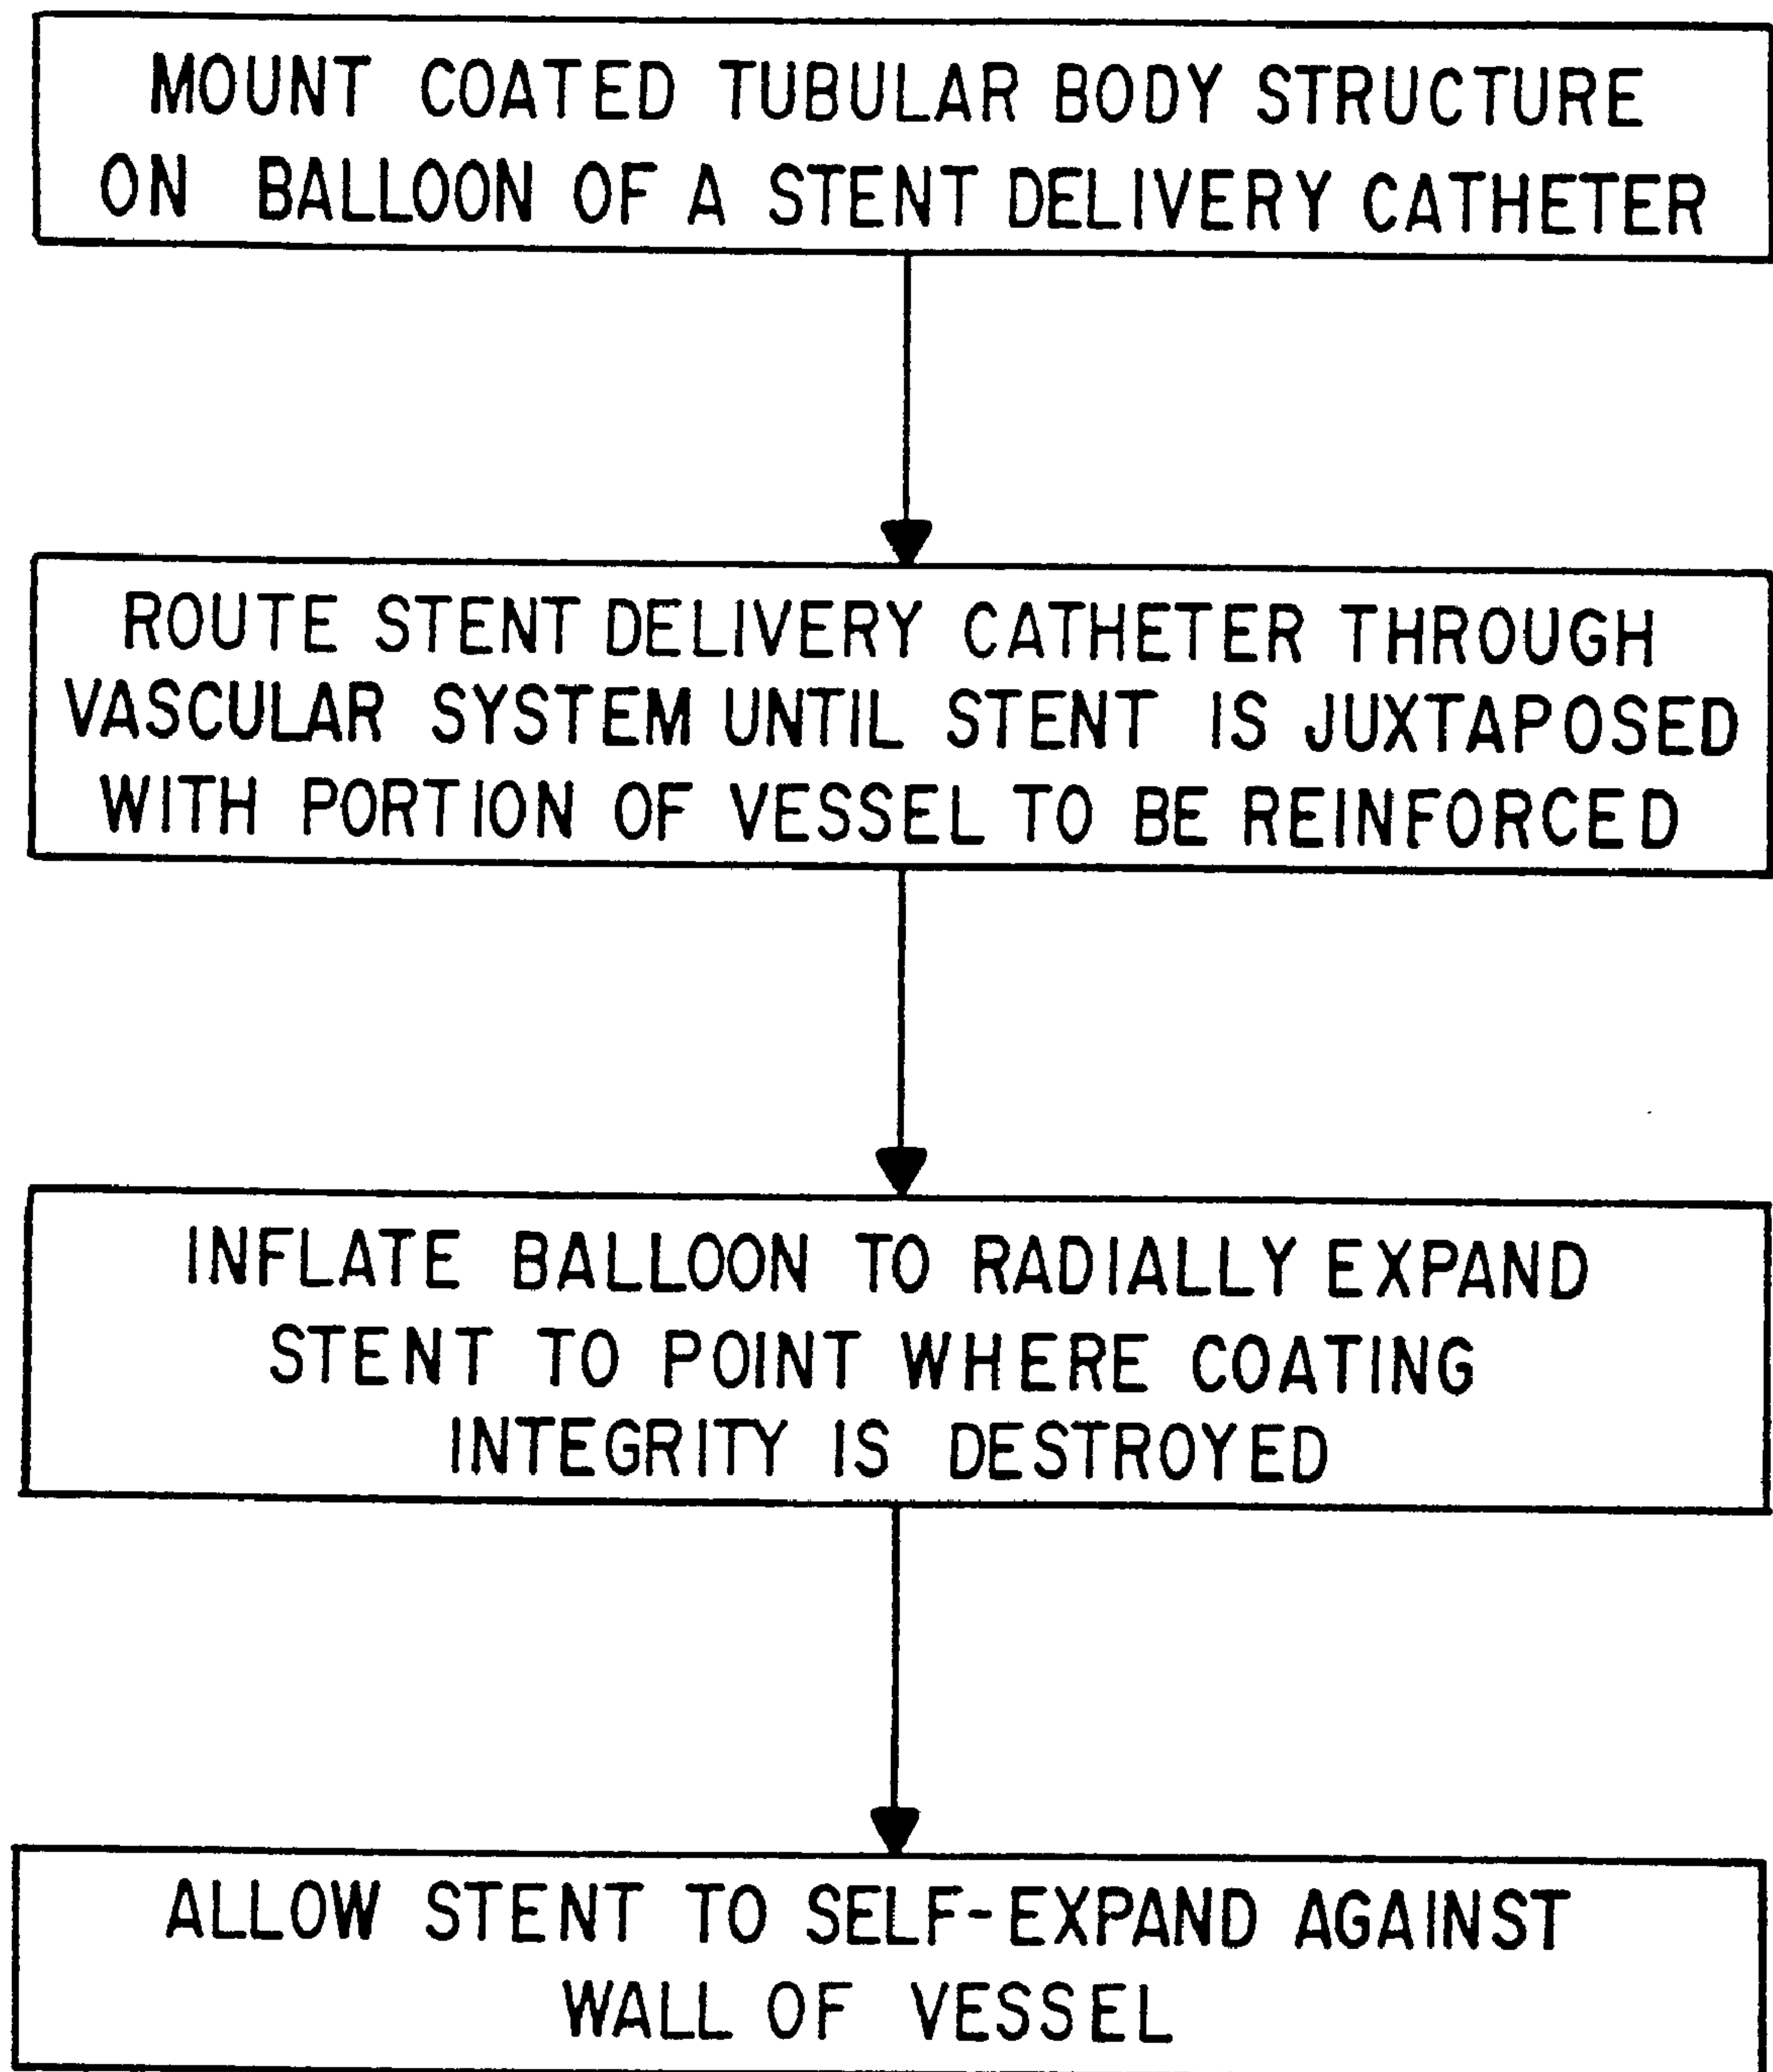 MOUNT COATED TUBULAR BODY STRUCTURE
ON BALLOON OF A STENT DELIVERY CATHETER
ROUTE STENT DELIVERY CATHETER THROUGH
VASCULAR SYSTEM UNTIL STENT IS JUXTAPOSED
WITH PORTION OF VESSEL TO BE REINFORCED
INFLATE BALLOON TO RADIALLY EXPAND
STENT TO POINT WHERE COATING
INTEGRITY IS DESTROYED
ALLOW STENT TO SELF-EXPAND AGAINST
WALL OF VESSEL